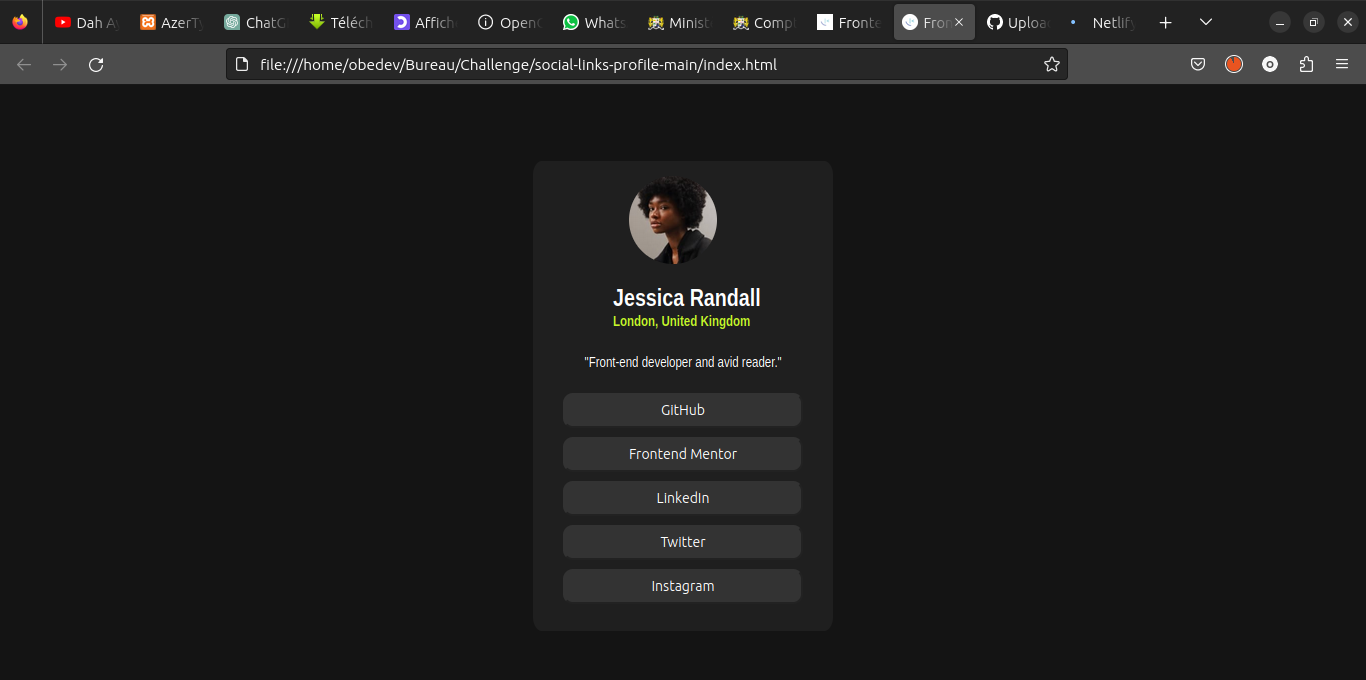 Dah Ay
AzerTy
ChatG
Téléch
Affich
Open
Whats
Minist
Comp
Fronte
Fron
Uploa
Netlify
file:///home/obedev/Bureau/Challenge/social-links-profile-main/index.html
Jessica Randall
London, United Kingdom
"Front-end developer and avid reader."
GitHub
Frontend Mentor
LinkedIn
Twitter
Instagram